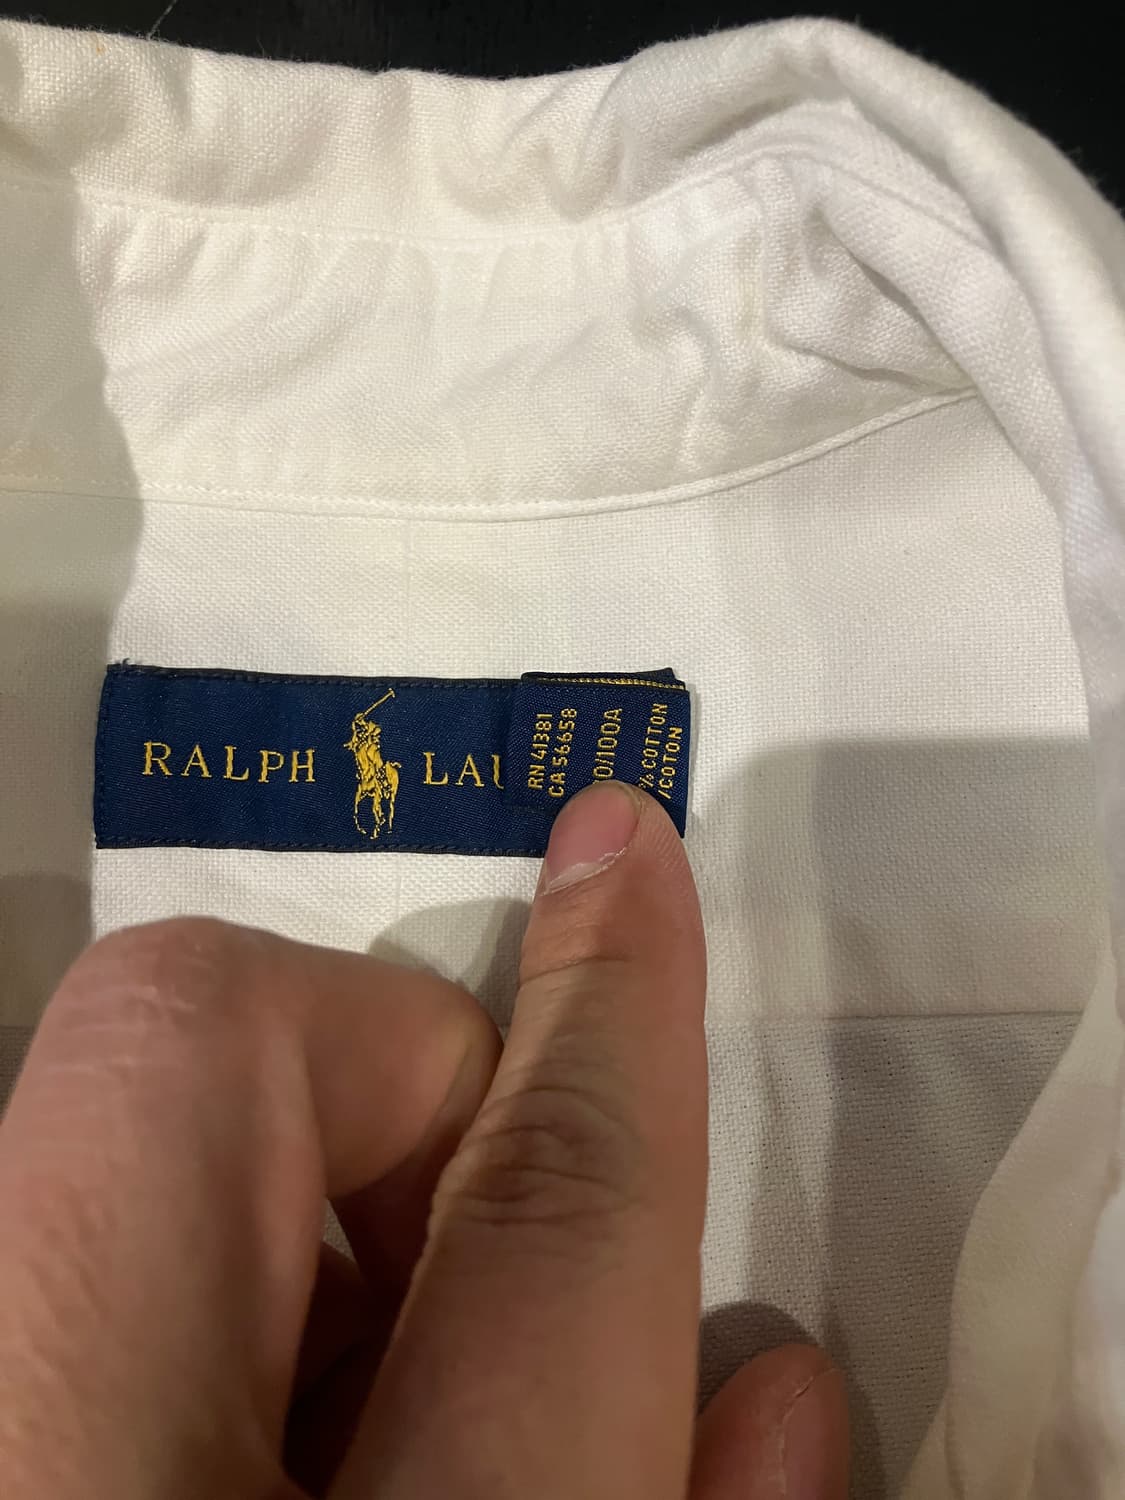 RALPH LAU
RN 41381
CA 56658
0/100A
% COTTON
/COTON